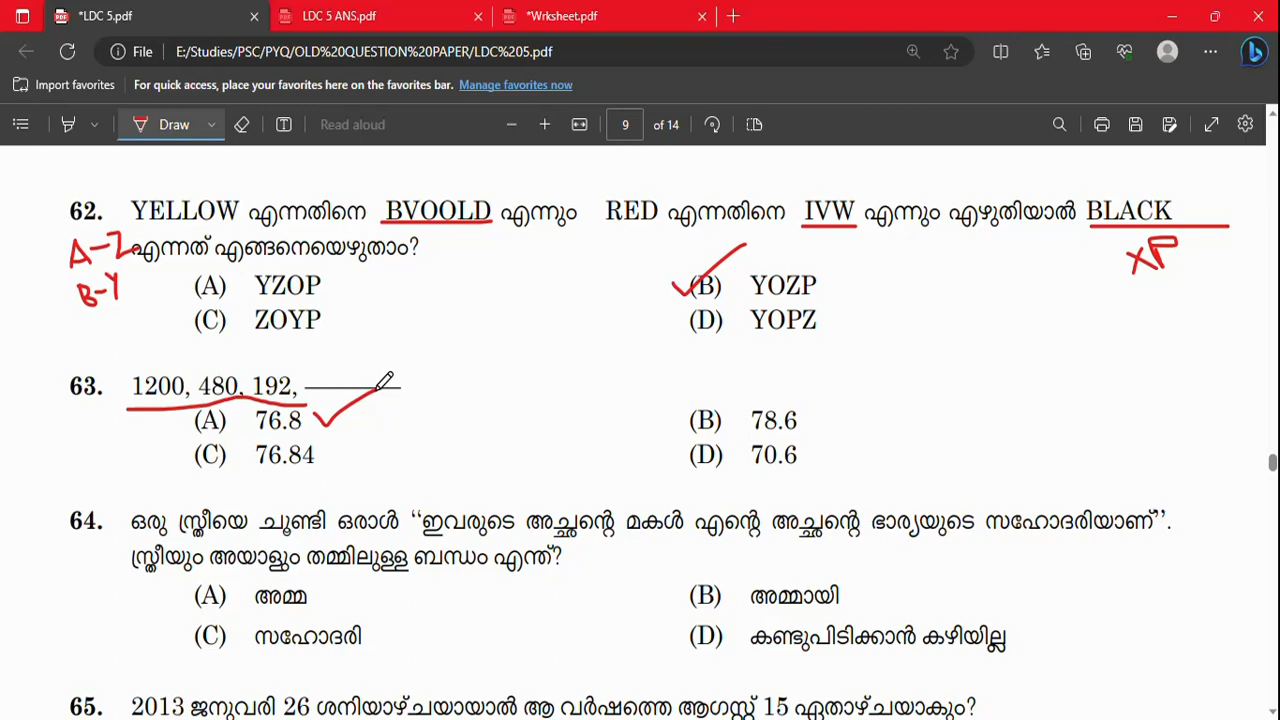 *LDC 5.pdf
LDC 5 ANS.pdf
*Wrksheet.pdf
File
E:/Studies/PSC/PYQ/OLD%20QUESTION%20PAPER/LDC%205.pdf
Import favorites
For quick access, place your favorites here on the favorites bar. Manage favorites now
Draw
Read aloud
9 of 14
62. YELLOW എന്നതിനെ BVOOLD എന്നും RED എന്നതിനെ IVW എന്നും എഴുതിയാൽ BLACK
എന്നത് എങ്ങനെയെഴുതാം?
A-Z
B-Y
XP
(A) YZOP
(B) YOZP
(C) ZOYP
(D) YOPZ
63. 1200, 480, 192,
(A) 76.8
(B) 78.6
(C) 76.84
(D) 70.6
64. ഒരു സ്ത്രീയെ ചൂണ്ടി ഒരാൾ “ഇവരുടെ അച്ഛന്റെ മകൾ എന്റെ അച്ഛന്റെ ഭാര്യയുടെ സഹോദരിയാണ്”.
സ്ത്രീയും അയാളും തമ്മിലുള്ള ബന്ധം എന്ത്?
(A) അമ്മ
(B) അമ്മായി
(C) സഹോദരി
(D) കണ്ടുപിടിക്കാൻ കഴിയില്ല
65. 2013 ജനുവരി 26 ശനിയാഴ്ചയായാൽ ആ വർഷത്തെ ആഗസ്റ്റ് 15 ഏതാഴ്ചയാകും?